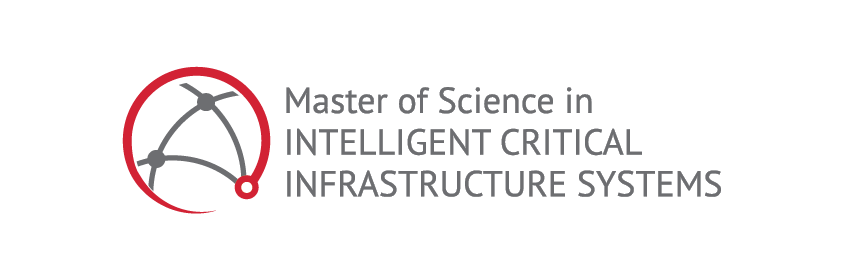 Master of Science in
INTELLIGENT CRITICAL
INFRASTRUCTURE SYSTEMS